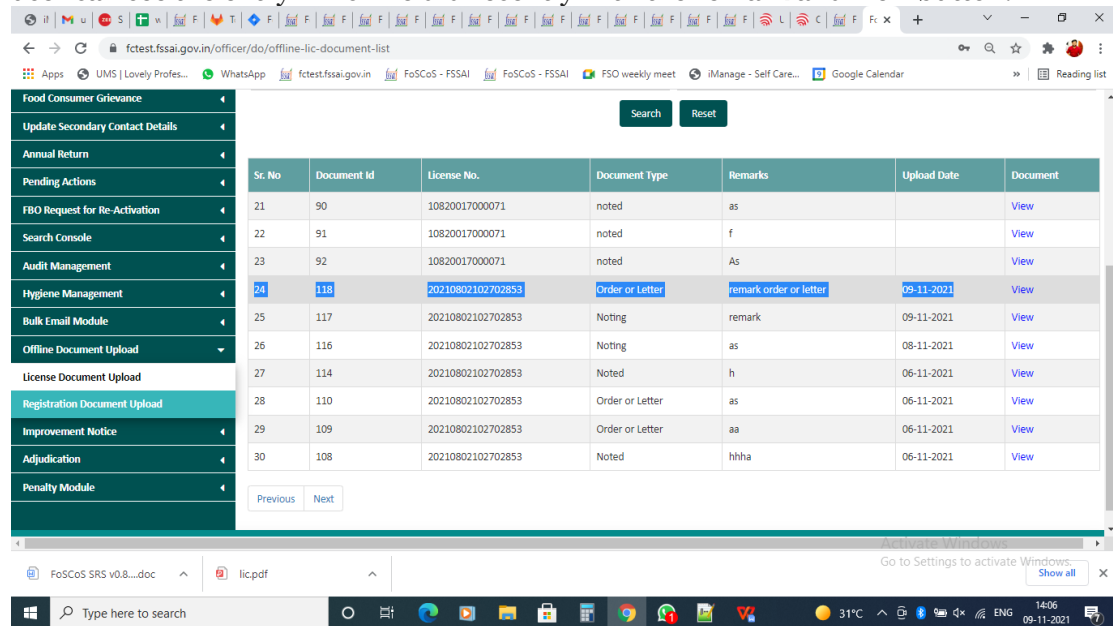 fctest.fssai.gov.in/officer/do/offline-lic-document-list
Apps UMS | Lovely Profes... WhatsApp fctest.fssai.gov.in FoSCoS - FSSAI FoSCoS - FSSAI FSO weekly meet iManage - Self Care... Google Calendar » Reading list
Food Consumer Grievance
Update Secondary Contact Details
Annual Return
Pending Actions
FBO Request for Re-Activation
Search Console
Audit Management
Hygiene Management
Bulk Email Module
Offline Document Upload
License Document Upload
Registration Document Upload
Improvement Notice
Adjudication
Penalty Module
Search Reset
Sr. No Document Id License No. Document Type Remarks Upload Date Document
21 90 10820017000071 noted as View
22 91 10820017000071 noted f View
23 92 10820017000071 noted As View
24 118 20210802102702853 Order or Letter remark order or letter 09-11-2021 View
25 117 20210802102702853 Noting remark 09-11-2021 View
26 116 20210802102702853 Noting as 08-11-2021 View
27 114 20210802102702853 Noted h 06-11-2021 View
28 110 20210802102702853 Order or Letter as 06-11-2021 View
29 109 20210802102702853 Order or Letter aa 06-11-2021 View
30 108 20210802102702853 Noted hhha 06-11-2021 View
Previous Next
Activate Windows
Go to Settings to activate Windows.
FoSCoS SRS v0.8....doc lic.pdf Show all
Type here to search 31°C ENG 14:06
09-11-2021